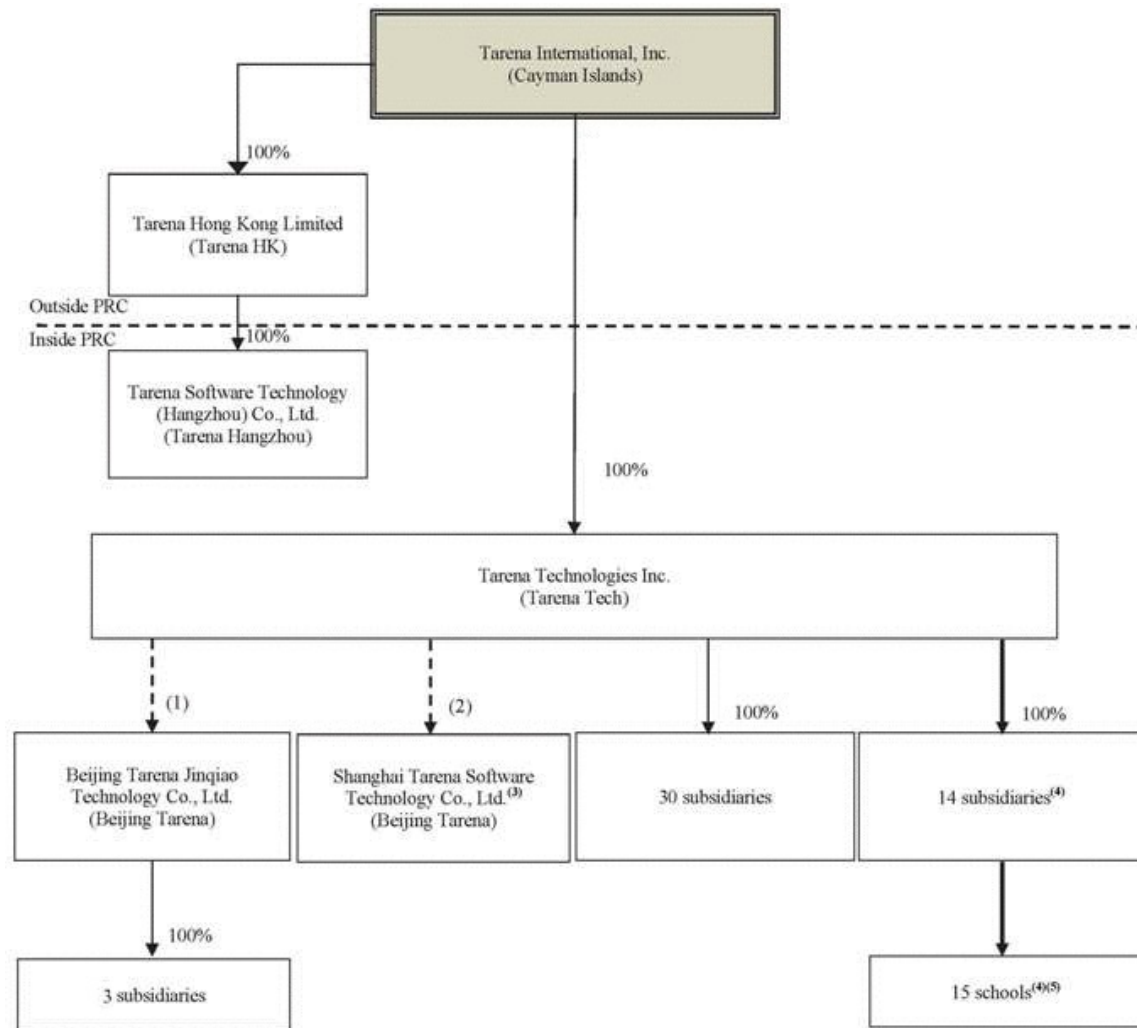 Tarena International, Inc.
(Cayman Islands)
100%
Tarena Hong Kong Limited
(Tarena HK)
Outside PRC
Inside PRC
100%
Tarena Software Technology
(Hangzhou) Co., Ltd.
(Tarena Hangzhou)
100%
Tarena Technologies Inc.
(Tarena Tech)
(1)
(2)
100%
100%
Beijing Tarena Jinqiao
Technology Co., Ltd.
(Beijing Tarena)
Shanghai Tarena Software
Technology Co., Ltd.(3)
(Beijing Tarena)
30 subsidiaries
14 subsidiaries(4)
100%
3 subsidiaries
15 schools(4)(5)